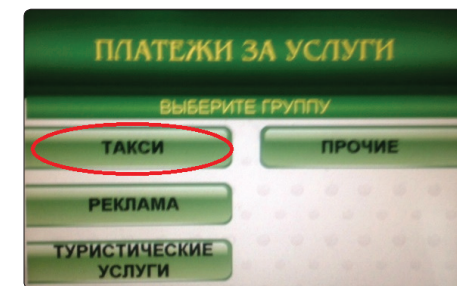 ПЛАТЕЖИ ЗА УСЛУГИ
ВЫБЕРИТЕ ГРУППУ
ТАКСИ
ПРОЧИЕ
РЕКЛАМА
ТУРИСТИЧЕСКИЕ
УСЛУГИ